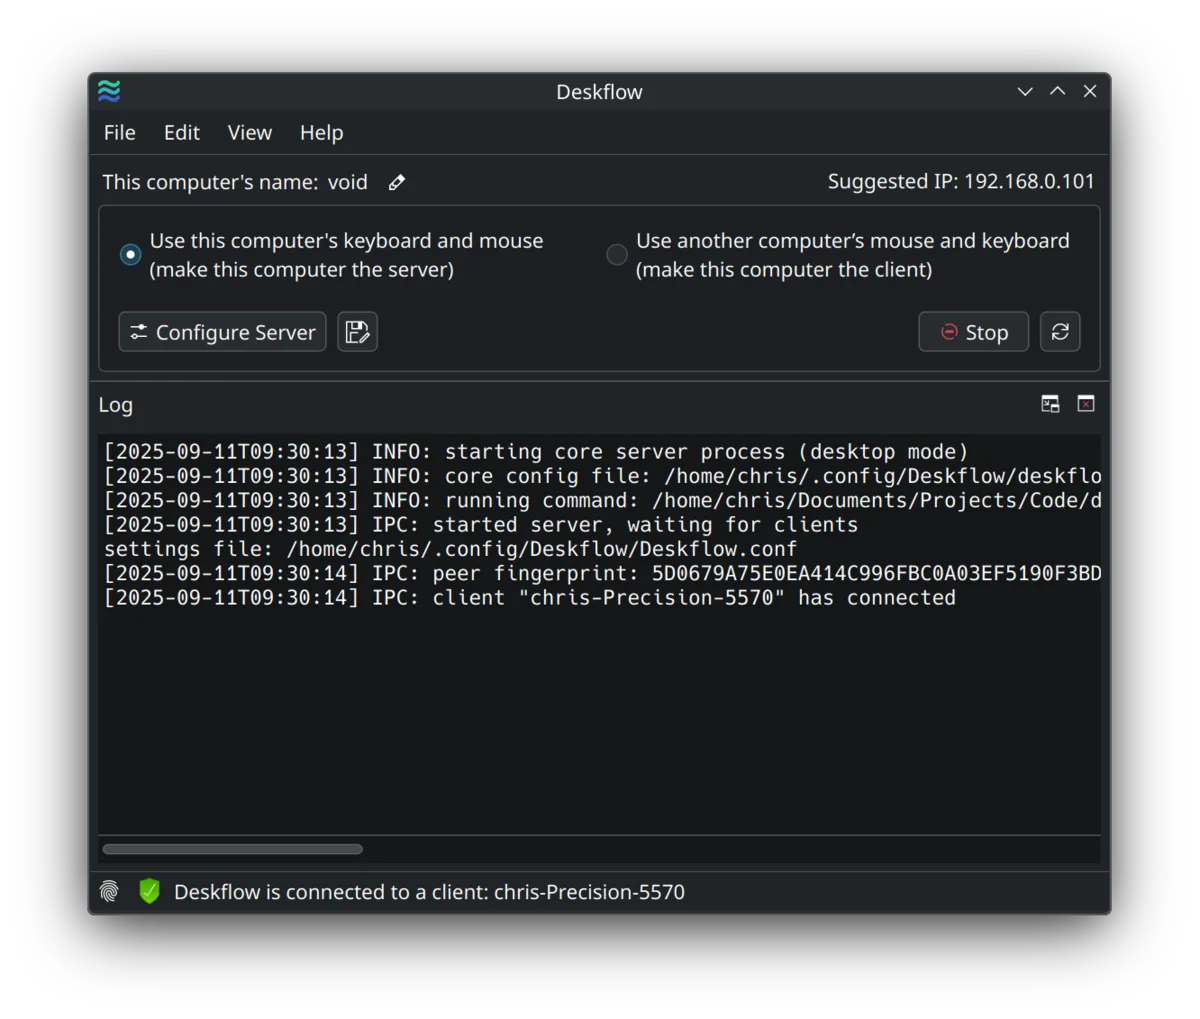 Deskflow
File Edit View Help
This computer's name: void
Suggested IP: 192.168.0.101
Use this computer's keyboard and mouse
(make this computer the server)
Use another computer’s mouse and keyboard
(make this computer the client)
Configure Server
Stop
Log
[2025-09-11T09:30:13] INFO: starting core server process (desktop mode)
[2025-09-11T09:30:13] INFO: core config file: /home/chris/.config/Deskflow/deskflo
[2025-09-11T09:30:13] INFO: running command: /home/chris/Documents/Projects/Code/d
[2025-09-11T09:30:13] IPC: started server, waiting for clients
settings file: /home/chris/.config/Deskflow/Deskflow.conf
[2025-09-11T09:30:14] IPC: peer fingerprint: 5D0679A75E0EA414C996FBC0A03EF5190F3BD
[2025-09-11T09:30:14] IPC: client "chris-Precision-5570" has connected
Deskflow is connected to a client: chris-Precision-5570